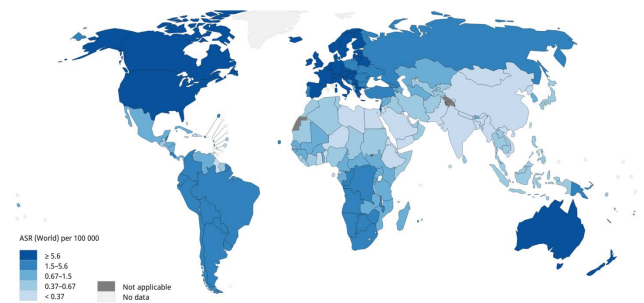 ASR (World) per 100 000
≥ 5.6
1.5–5.6
0.67–1.5
0.37–0.67
< 0.37
Not applicable
No data